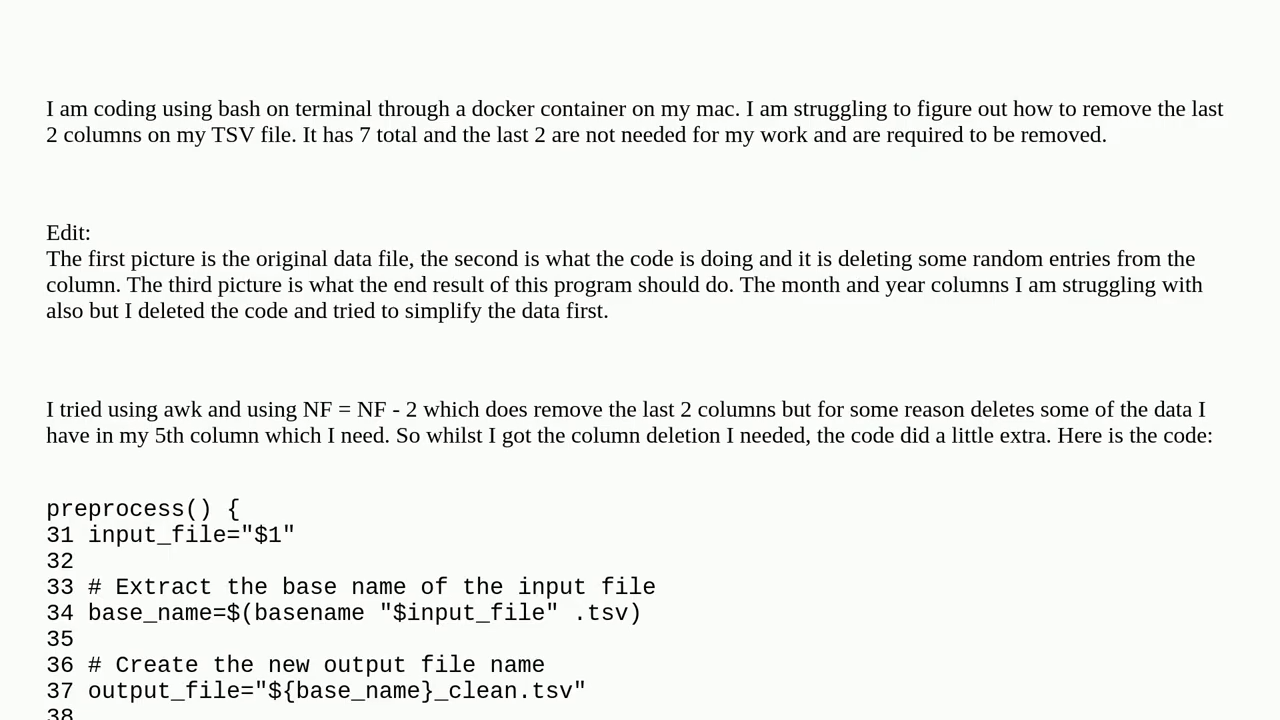 I am coding using bash on terminal through a docker container on my mac. I am struggling to figure out how to remove the last
2 columns on my TSV file. It has 7 total and the last 2 are not needed for my work and are required to be removed.
Edit:
The first picture is the original data file, the second is what the code is doing and it is deleting some random entries from the
column. The third picture is what the end result of this program should do. The month and year columns I am struggling with
also but I deleted the code and tried to simplify the data first.
I tried using awk and using NF = NF - 2 which does remove the last 2 columns but for some reason deletes some of the data I
have in my 5th column which I need. So whilst I got the column deletion I needed, the code did a little extra. Here is the code:
preprocess() {
31 input_file="$1"
32
33 # Extract the base name of the input file
34 base_name=$(basename "$input_file" .tsv)
35
36 # Create the new output file name
37 output_file="${base_name}_clean.tsv"
38